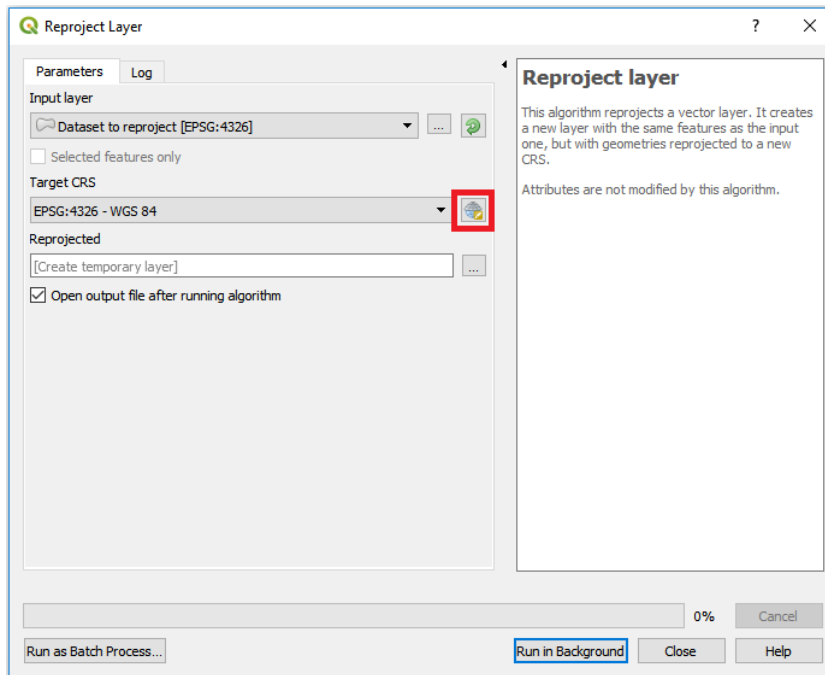 Reproject Layer
?
Parameters
Log
Input layer
Dataset to reproject [EPSG:4326]
...
Selected features only
Target CRS
EPSG:4326 - WGS 84
Reprojected
[Create temporary layer]
...
Open output file after running algorithm
Reproject layer
This algorithm reprojects a vector layer. It creates
a new layer with the same features as the input
one, but with geometries reprojected to a new
CRS.
Attributes are not modified by this algorithm.
0%
Cancel
Run as Batch Process...
Run in Background
Close
Help